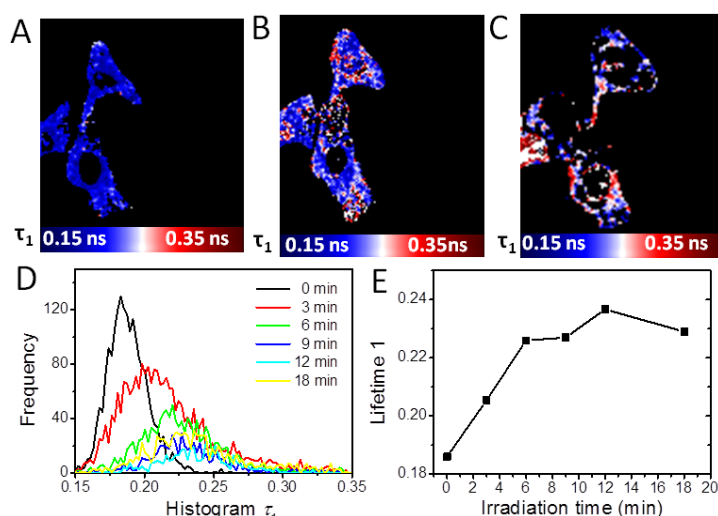 A
B
C
τ₁ 0.15 ns 0.35 ns
τ₁ 0.15 ns 0.35ns
τ₁ 0.15 ns 0.35 ns
D
Frequency
120
80
40
0
0 min
3 min
6 min
9 min
12 min
18 min
0.15 0.20 0.25 0.30 0.35
Histogram τ₁
E
Lifetime 1
0.24
0.22
0.20
0.18
0 2 4 6 8 10 12 14 16 18 20
Irradiation time (min)